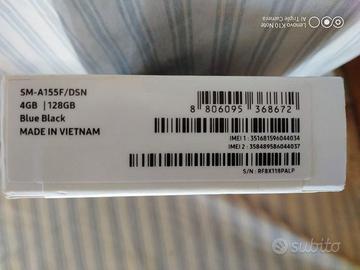 Lenovo K10 Note
AI Triple Camera
SM-A155F/DSN
4GB | 128GB
Blue Black
MADE IN VIETNAM
8 806095 368672
IMEI 1 : 351681596044034
IMEI 2 : 358489586044037
S/N : RF8X118PALP
subito